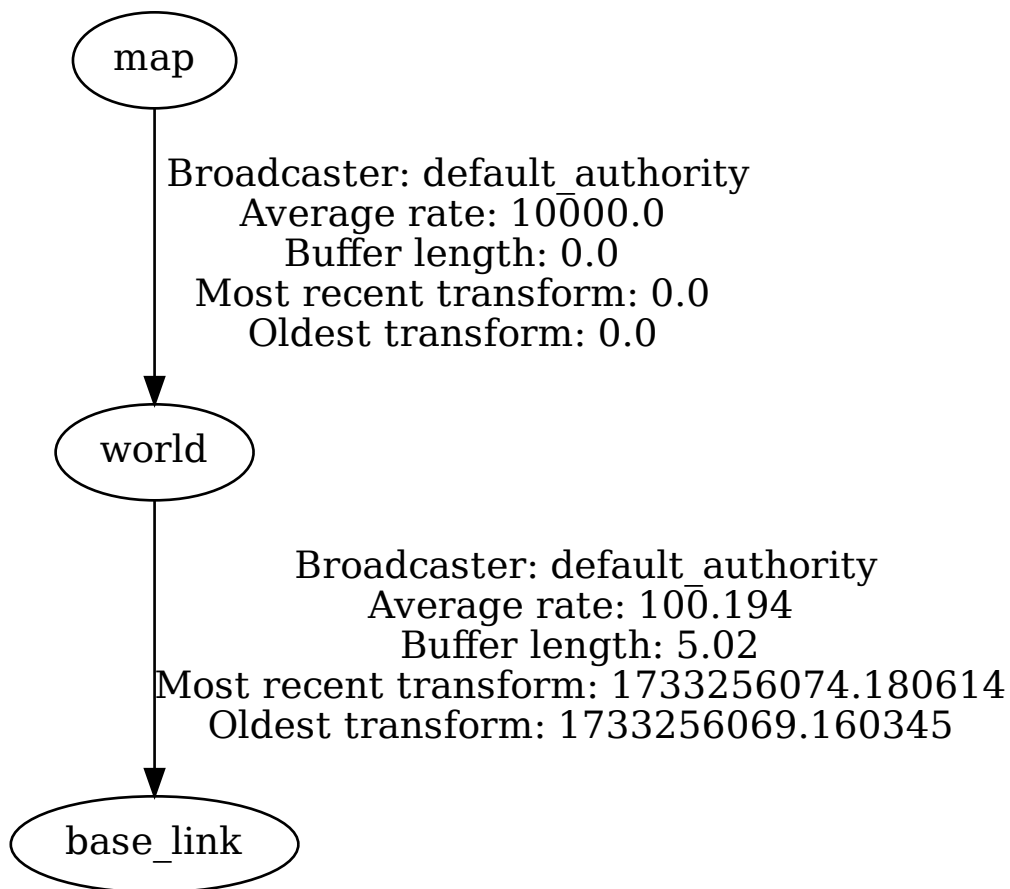 map
Broadcaster: default_authority
Average rate: 10000.0
Buffer length: 0.0
Most recent transform: 0.0
Oldest transform: 0.0
world
Broadcaster: default_authority
Average rate: 100.194
Buffer length: 5.02
Most recent transform: 1733256074.180614
Oldest transform: 1733256069.160345
base_link